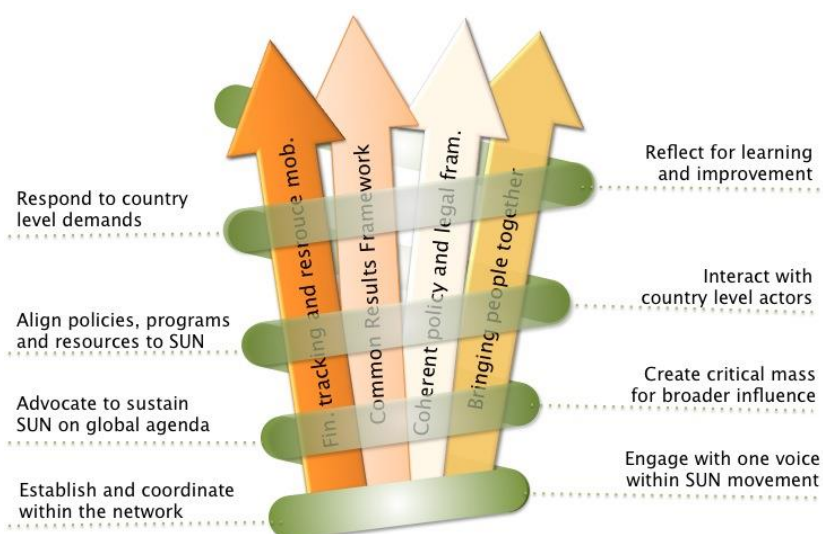 Respond to country
level demands
Align policies, programs
and resources to SUN
Advocate to sustain
SUN on global agenda
Establish and coordinate
within the network
Fin. tracking and resrouce mob.
Common Results Framework
Coherent policy and legal fram.
Bringing people together
Reflect for learning
and improvement
Interact with
country level actors
Create critical mass
for broader influence
Engage with one voice
within SUN movement